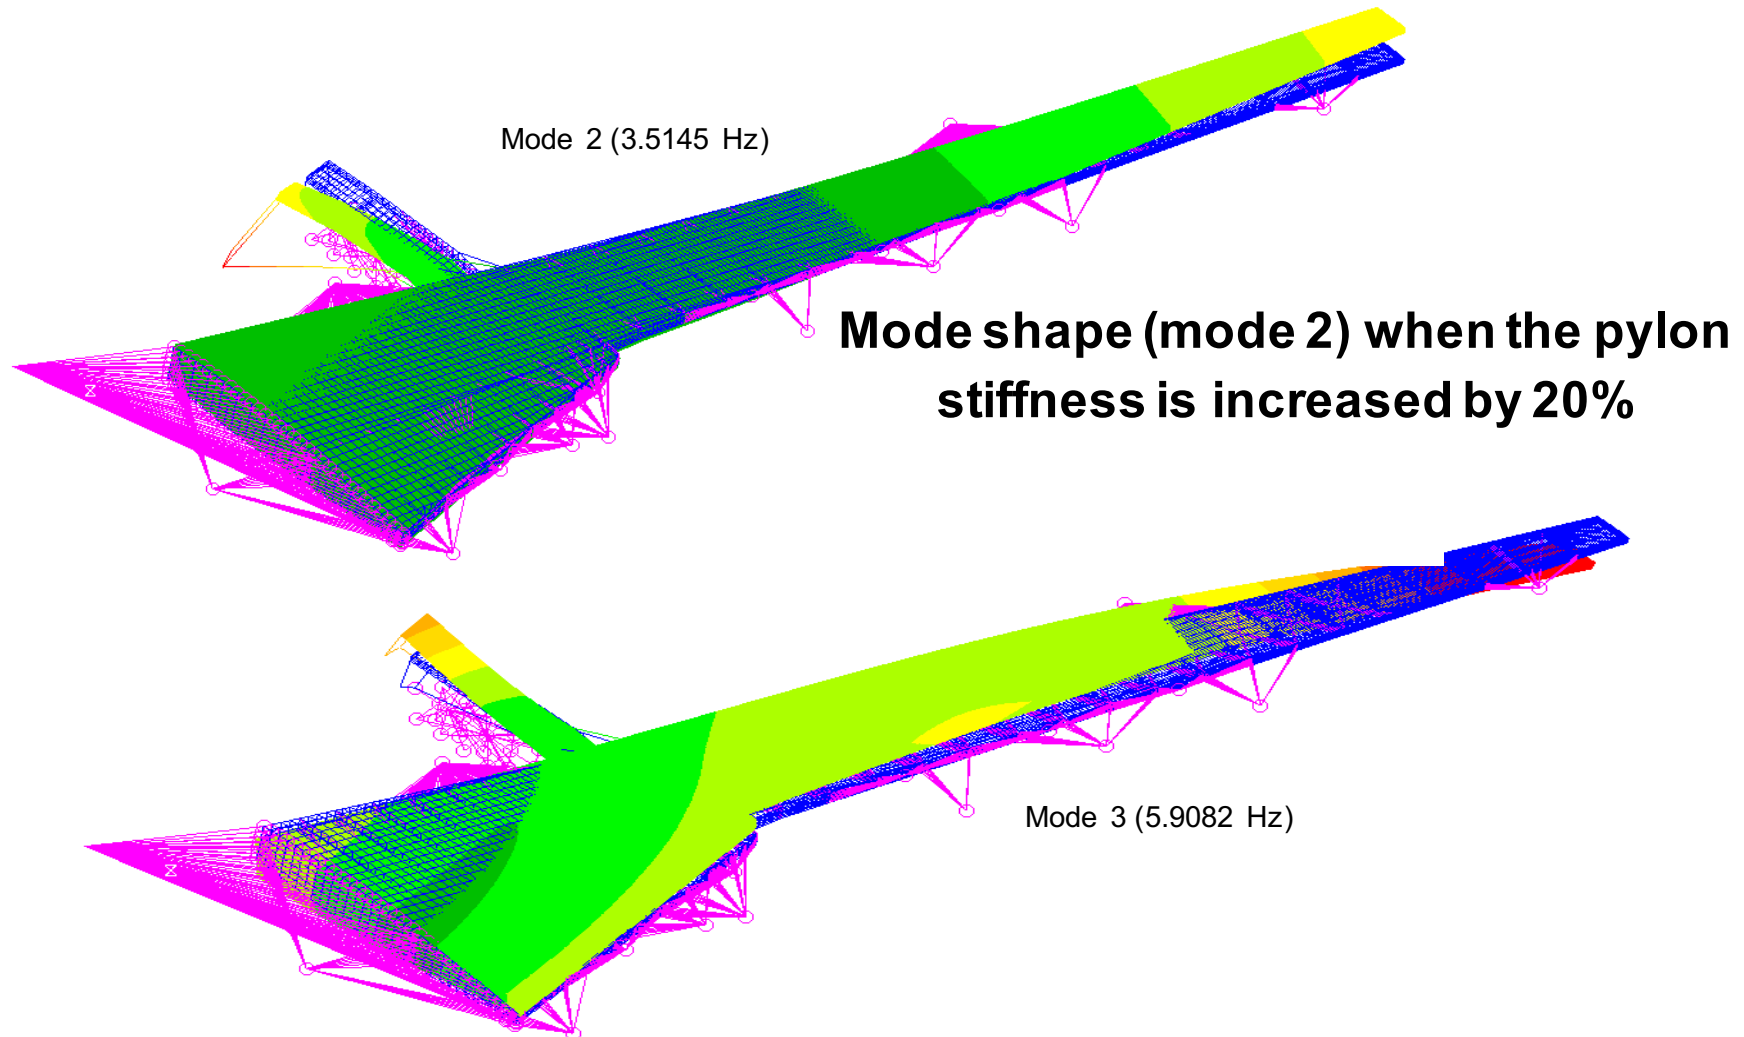 Mode 2 (3.5145 Hz)
Mode shape (mode 2) when the pylon
stiffness is increased by 20%
Mode 3 (5.9082 Hz)